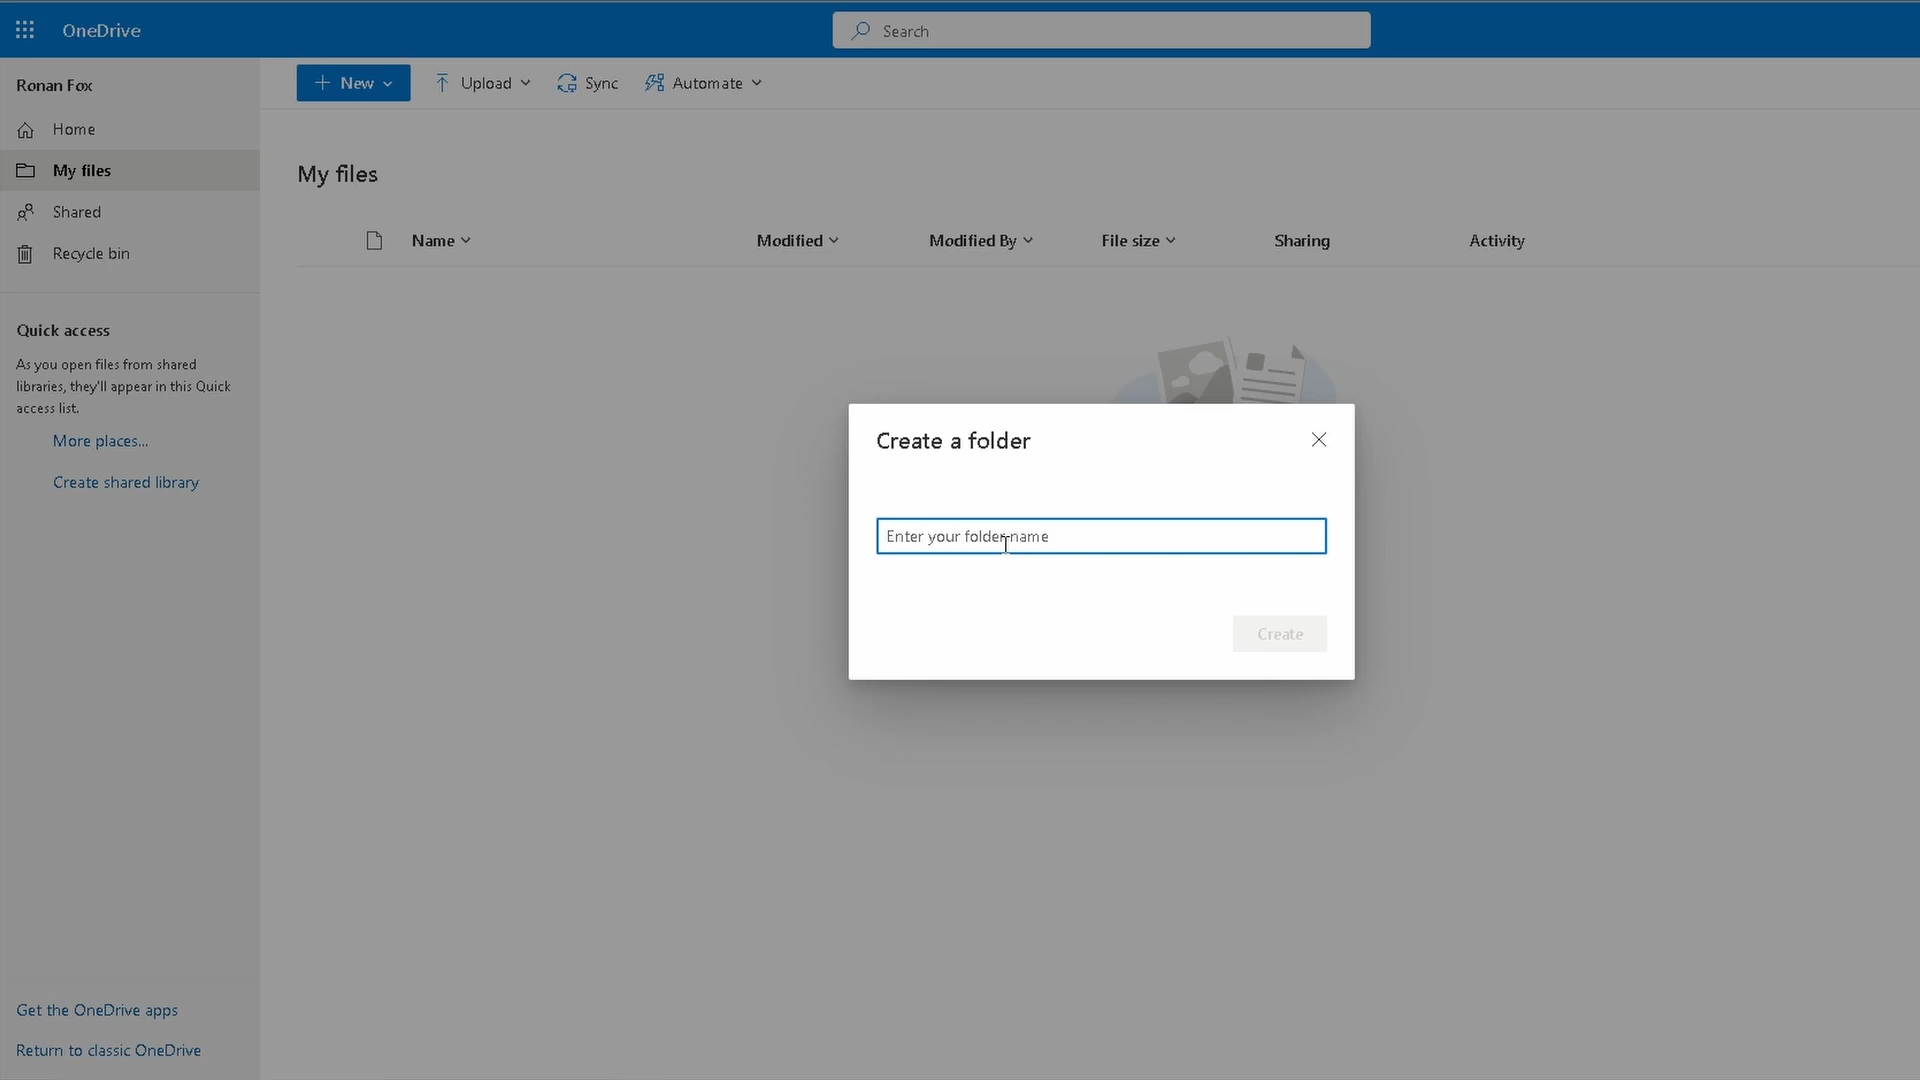 OneDrive
Search
Ronan Fox
New
Upload
Sync
Automate
Home
My files
Shared
Recycle bin
My files
Name
Modified
Modified By
File size
Sharing
Activity
Quick access
As you open files from shared
libraries, they'll appear in this Quick
access list.
More places...
Create shared library
Create a folder
Enter your folder name
Create
Get the OneDrive apps
Return to classic OneDrive